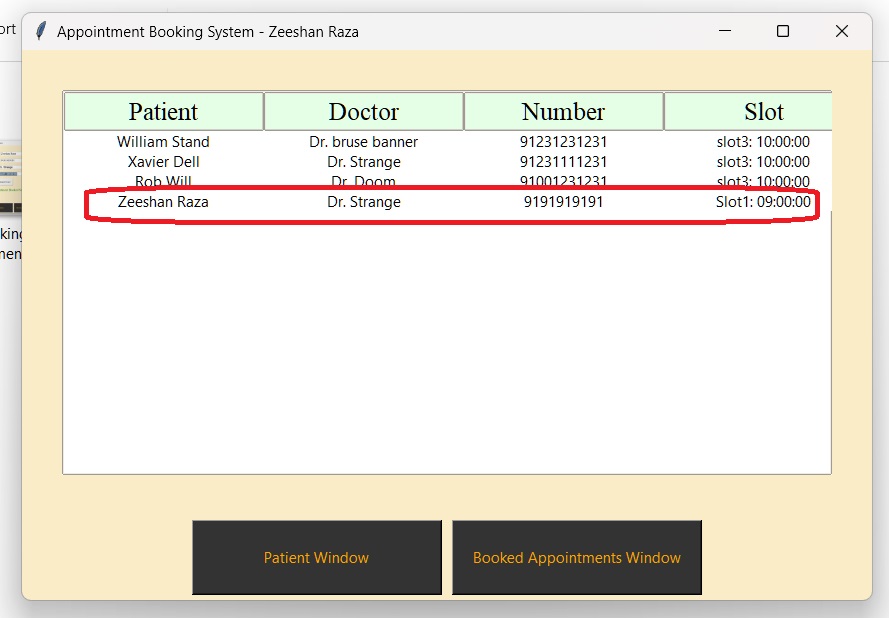 ort
Appointment Booking System - Zeeshan Raza
Patient Doctor Number Slot
William Stand Dr. bruse banner 91231231231 slot3: 10:00:00
Xavier Dell Dr. Strange 91231111231 slot3: 10:00:00
Rob Will Dr. Doom 91001231231 slot3: 10:00:00
Zeeshan Raza Dr. Strange 9191919191 Slot1: 09:00:00
king
men
Patient Window Booked Appointments Window